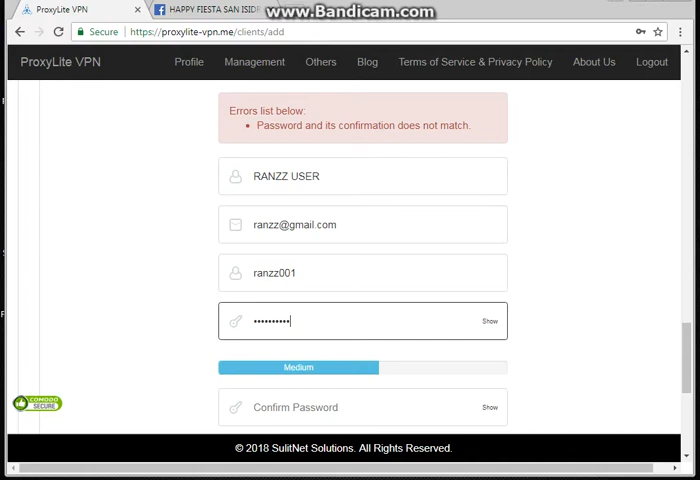 www.Bandicam.com
ProxyLite VPN
HAPPY FIESTA SAN ISIDR
Secure
https://proxylite-vpn.me/clients/add
ProxyLite VPN
Profile
Management
Others
Blog
Terms of Service & Privacy Policy
About Us
Logout
Errors list below:
Password and its confirmation does not match.
RANZZ USER
ranzz@gmail.com
ranzz001
••••••••••
Show
Medium
Confirm Password
Show
COMODO
SECURE
© 2018 SulitNet Solutions. All Rights Reserved.